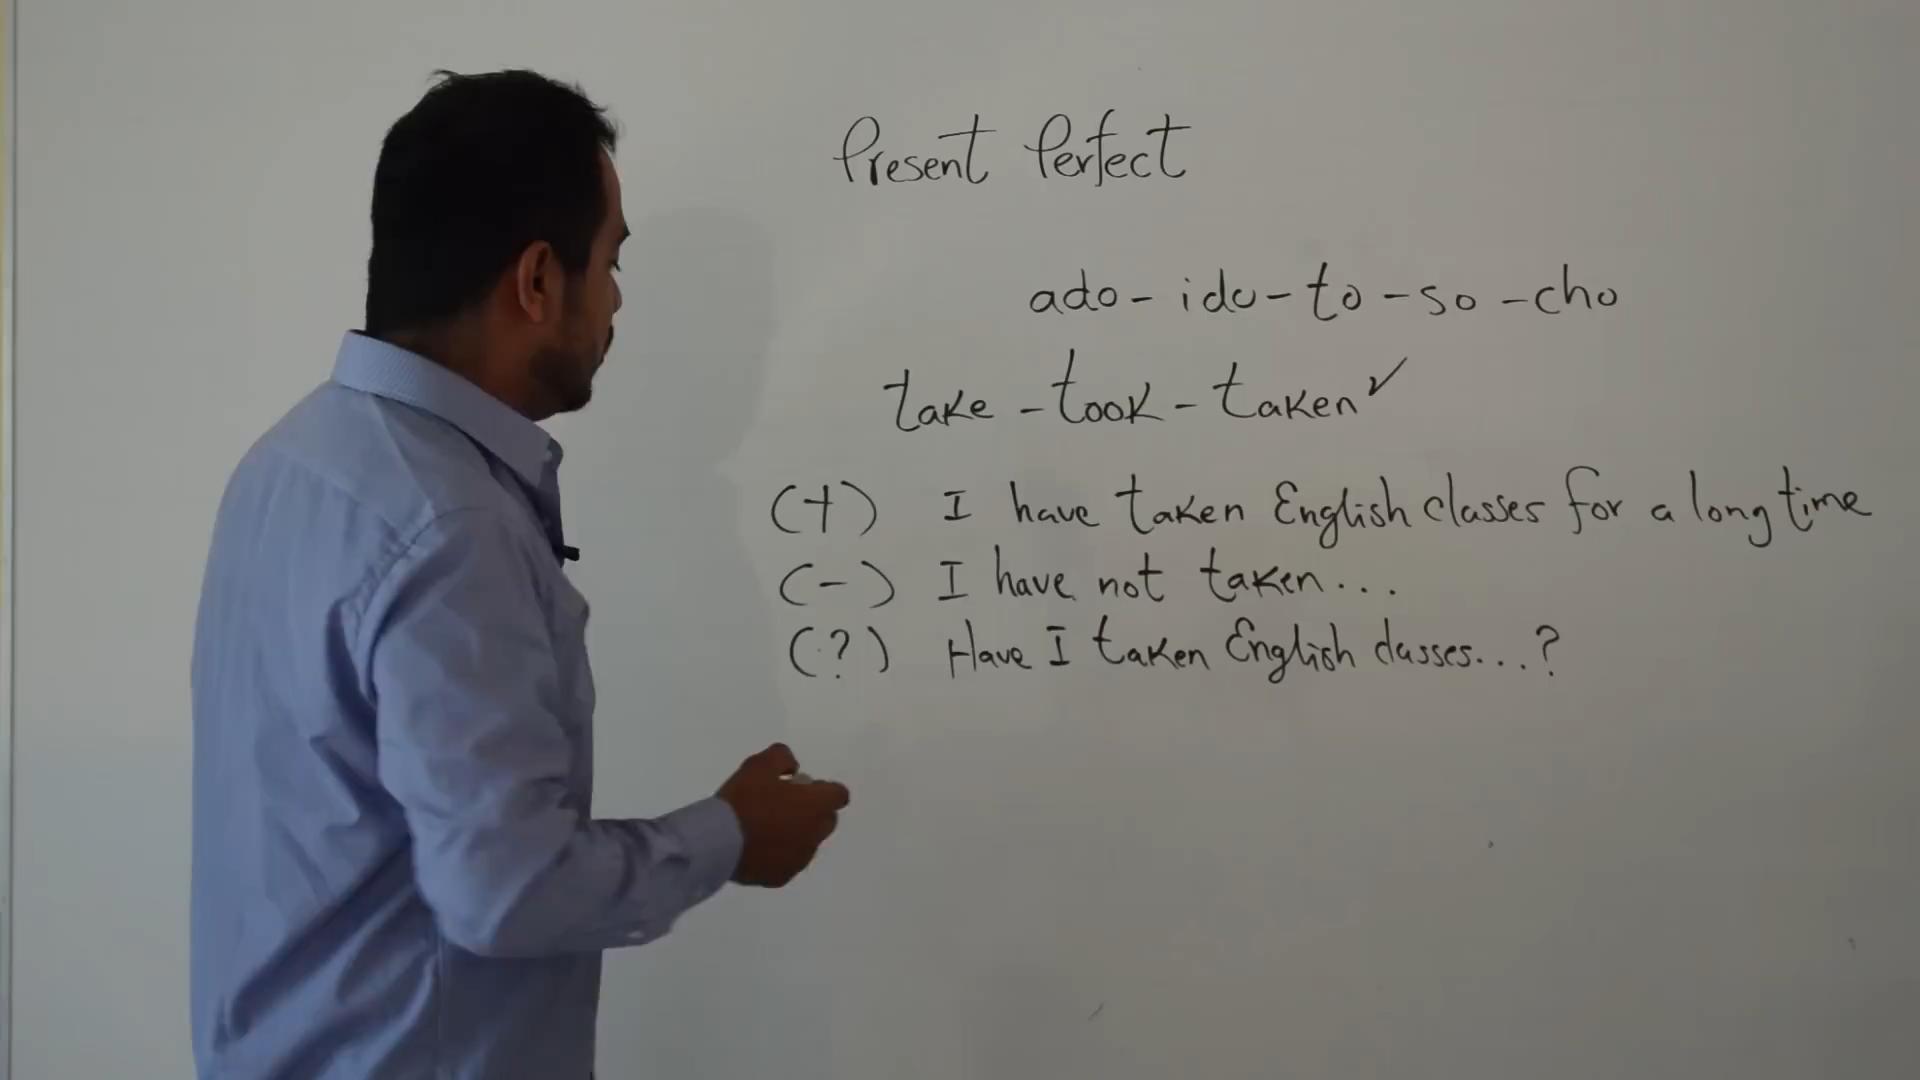 Present Perfect
ado - ido - to - so - cho
take - took - taken ✓
(+) I have taken English classes for a long time
(-) I have not taken...
(?) Have I taken English classes...?